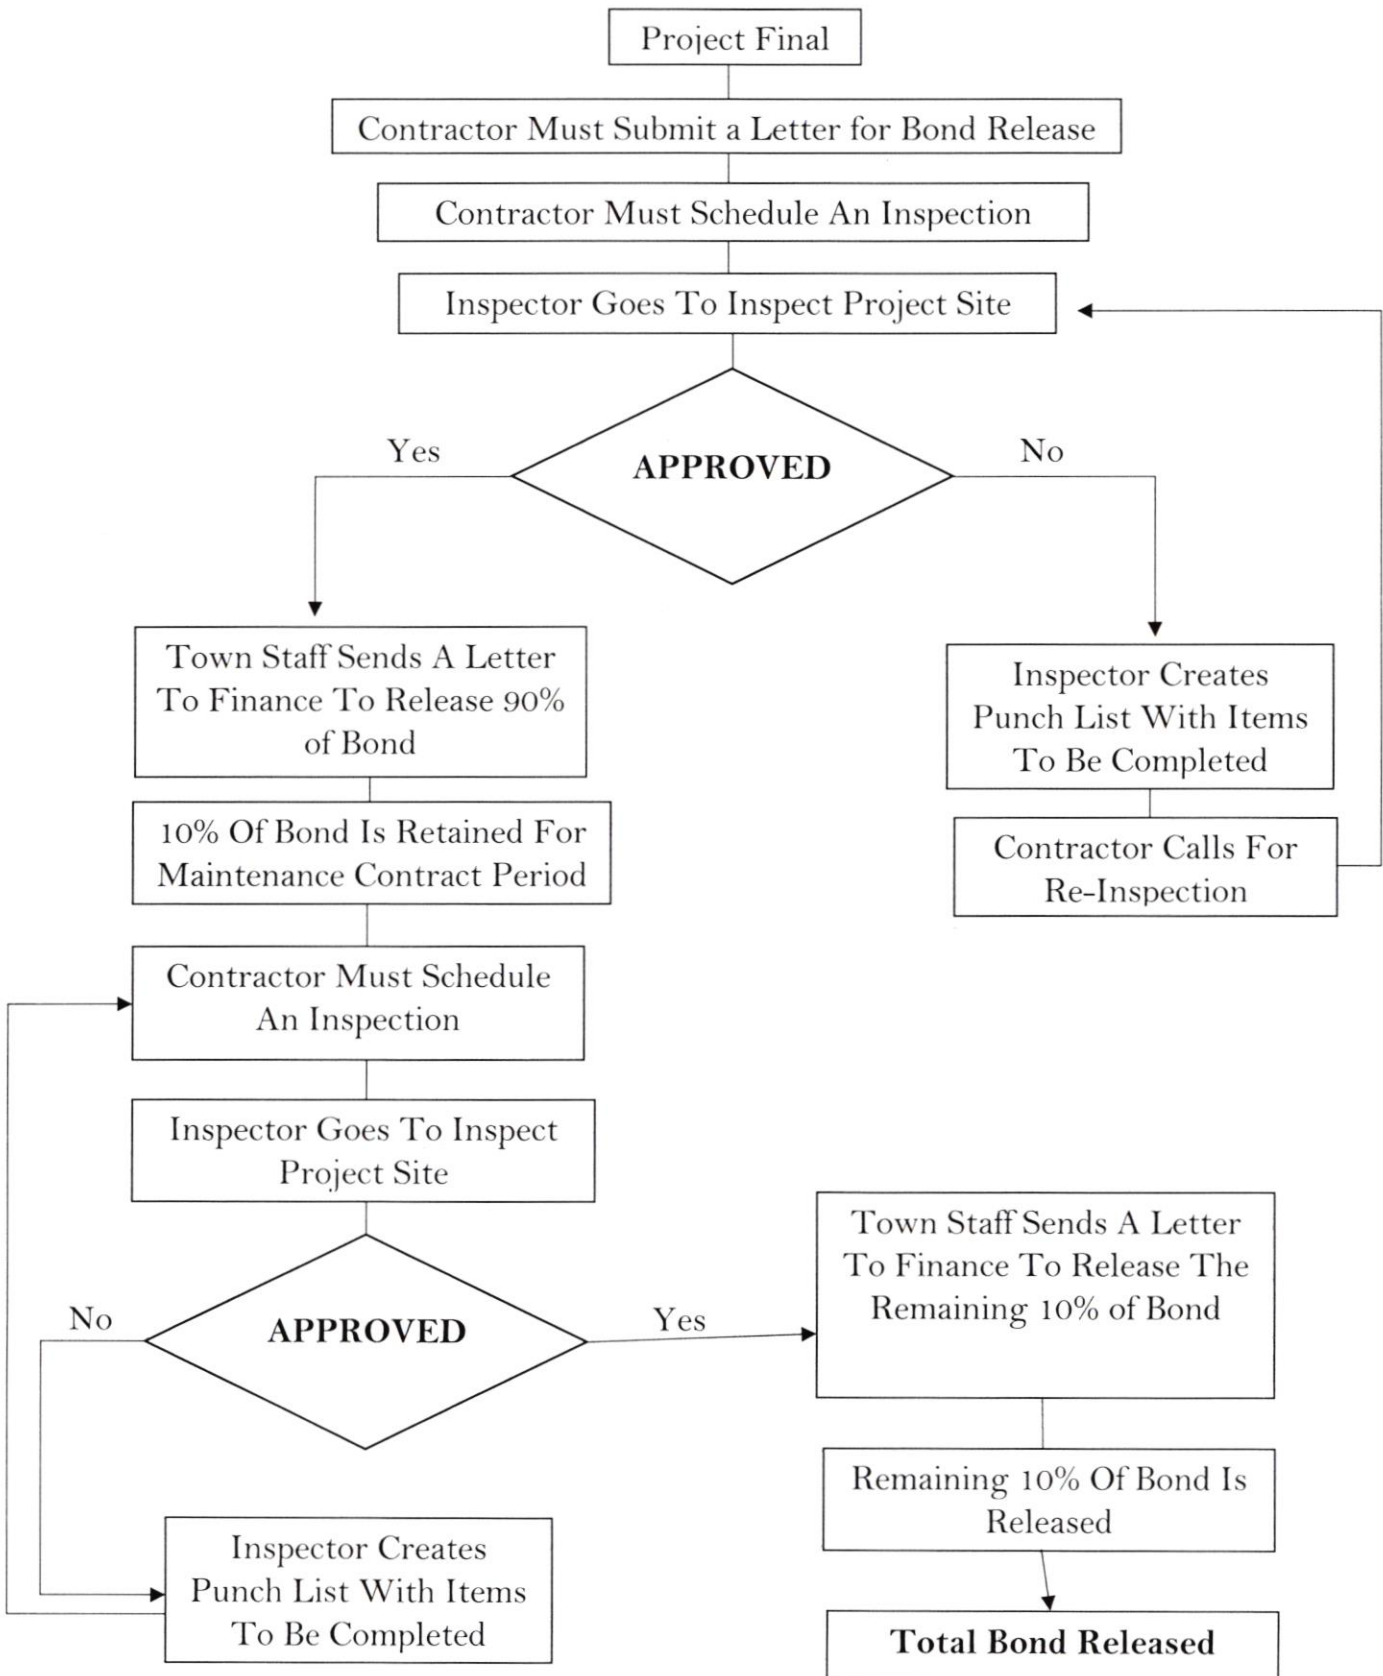 Project Final
Contractor Must Submit a Letter for Bond Release
Contractor Must Schedule An Inspection
Inspector Goes To Inspect Project Site
APPROVED
Yes
No
Town Staff Sends A Letter
To Finance To Release 90%
of Bond
Inspector Creates
Punch List With Items
To Be Completed
10% Of Bond Is Retained For
Maintenance Contract Period
Contractor Calls For
Re-Inspection
Contractor Must Schedule
An Inspection
Inspector Goes To Inspect
Project Site
APPROVED
No
Yes
Town Staff Sends A Letter
To Finance To Release The
Remaining 10% of Bond
Remaining 10% Of Bond Is
Released
Inspector Creates
Punch List With Items
To Be Completed
Total Bond Released